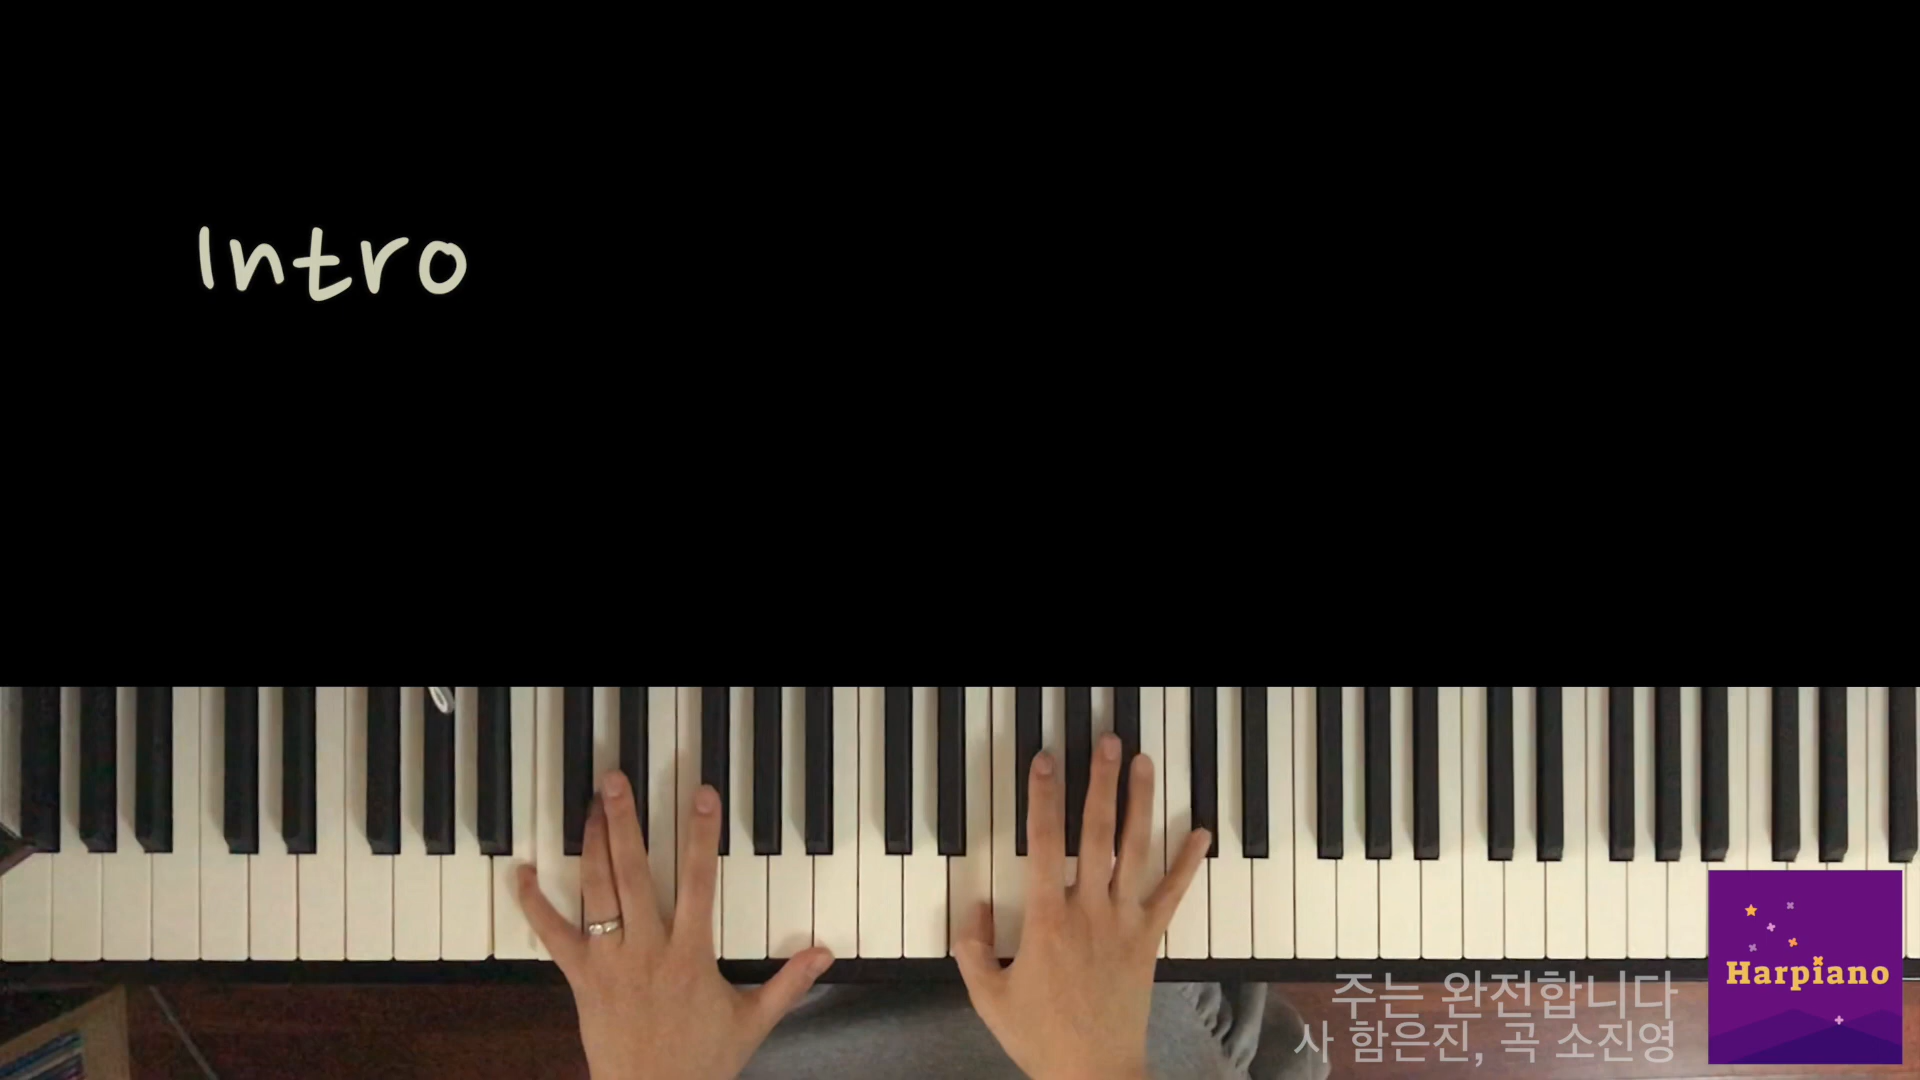 Intro
주는 완전합니다
사 함은진, 곡 소진영
Harpiano